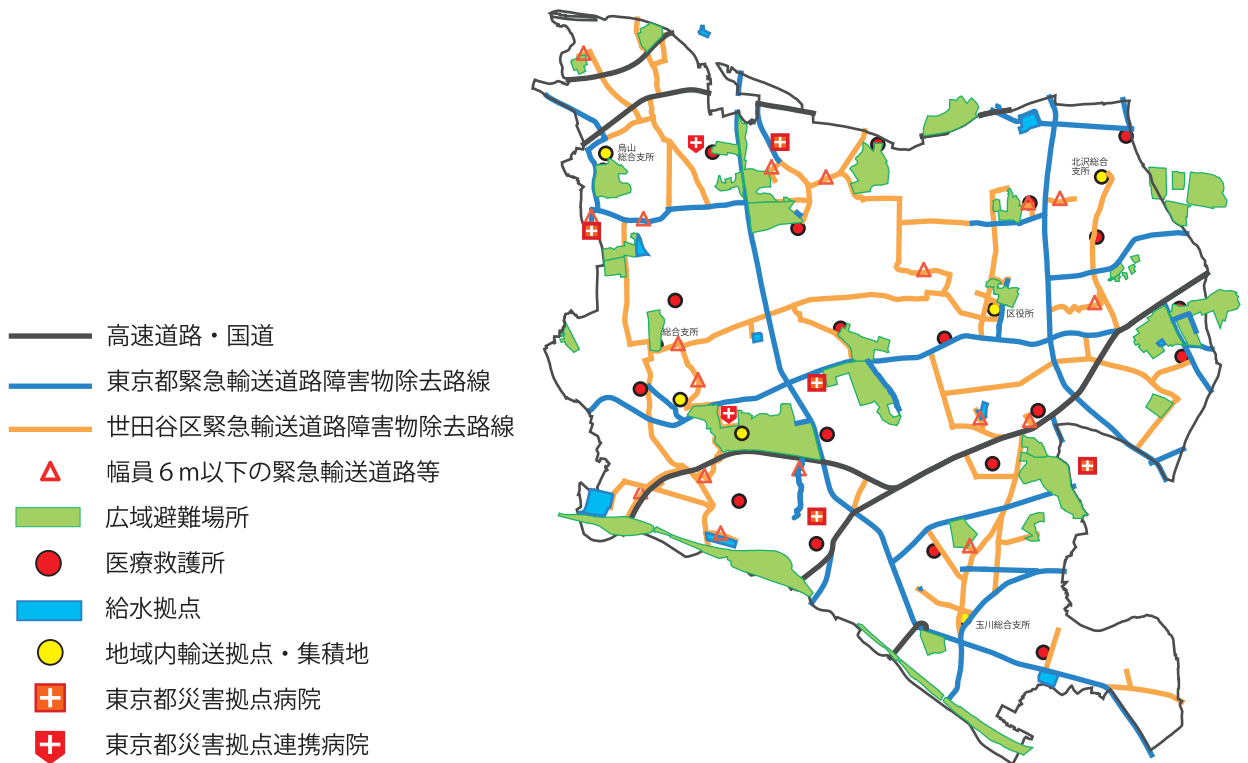 高速道路・国道
東京都緊急輸送道路障害物除去路線
世田谷区緊急輸送道路障害物除去路線
幅員６ｍ以下の緊急輸送道路等
広域避難場所
医療救護所
給水拠点
地域内輸送拠点・集積地
東京都災害拠点病院
東京都災害拠点連携病院
烏山
総合支所
北沢総合
支所
区役所
総合支所
玉川総合支所